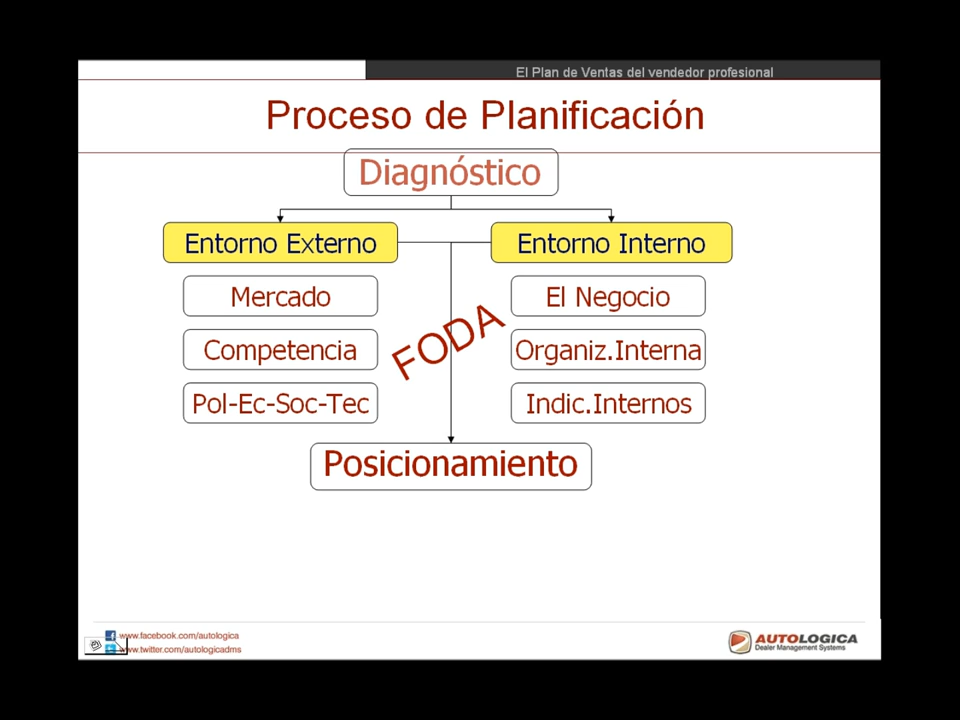 El Plan de Ventas del vendedor profesional
Proceso de Planificación
Diagnóstico
Entorno Externo
Entorno Interno
Mercado
El Negocio
FODA
Competencia
Organiz.Interna
Pol-Ec-Soc-Tec
Indic.Internos
Posicionamiento
www.facebook.com/autologica
www.twitter.com/autologicadms
AUTOLOGICA
Dealer Management Systems